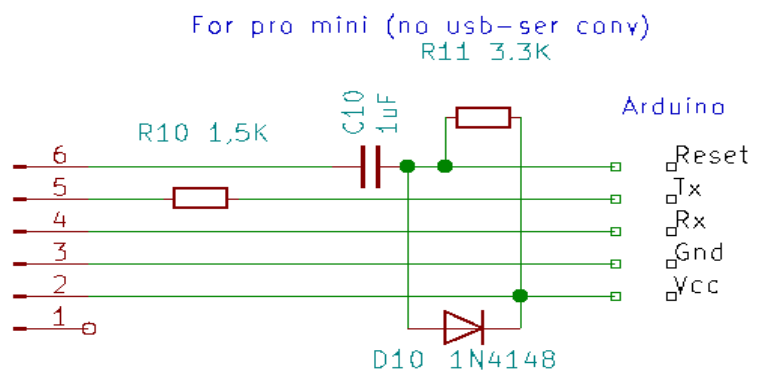 For pro mini (no usb-ser conv)
R11 3.3K
C10
1uF
Arduino
R10 1,5K
6
Reset
5
Tx
4
Rx
3
Gnd
2
Vcc
1
D10 1N4148